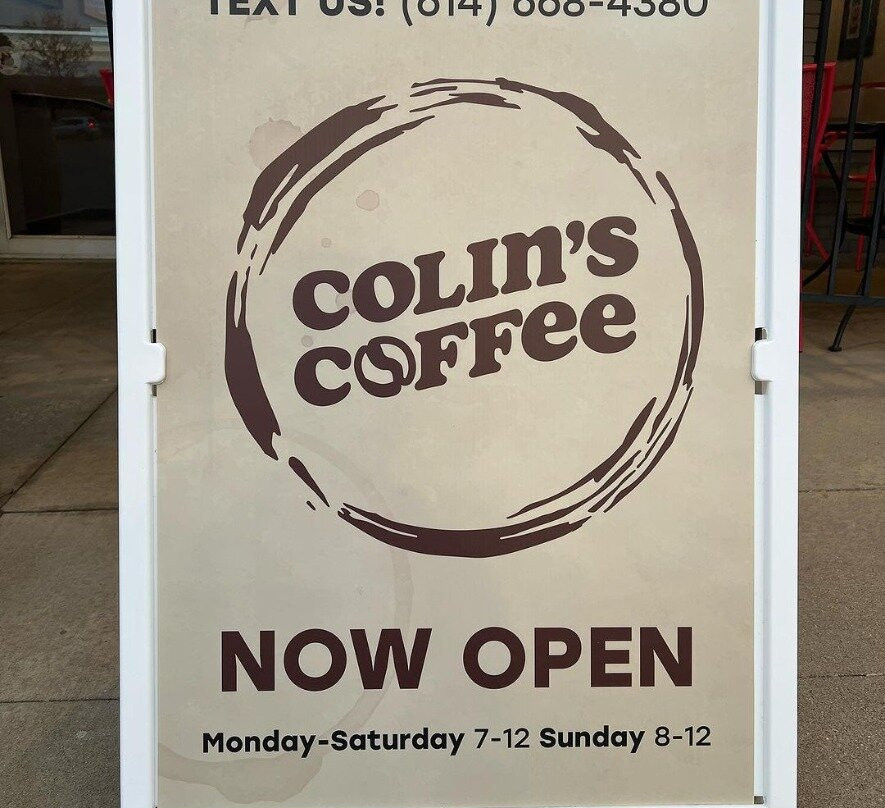 TEXT US! (614) 668-4380
COLIN'S
COFFEE
NOW OPEN
Monday-Saturday 7-12 Sunday 8-12